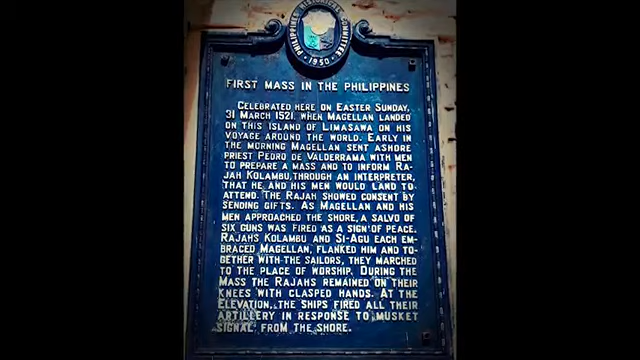 PHILIPPINES HISTORICAL COMMITTEE
1950
FIRST MASS IN THE PHILIPPINES
CELEBRATED HERE ON EASTER SUNDAY,
31 MARCH 1521, WHEN MAGELLAN LANDED
ON THIS ISLAND OF LIMASAWA ON HIS
VOYAGE AROUND THE WORLD. EARLY IN
THE MORNING MAGELLAN SENT ASHORE
PRIEST PEDRO DE VALDERRAMA WITH MEN
TO PREPARE A MASS AND TO INFORM RA-
JAH KOLAMBU, THROUGH AN INTERPRETER,
THAT HE AND HIS MEN WOULD LAND TO
ATTEND. THE RAJAH SHOWED CONSENT BY
SENDING GIFTS. AS MAGELLAN AND HIS
MEN APPROACHED THE SHORE, A SALVO OF
SIX GUNS WAS FIRED AS A SIGN OF PEACE.
RAJAHS KOLAMBU AND SI-AGU EACH EM-
BRACED MAGELLAN, FLANKED HIM AND TO-
GETHER WITH THE SAILORS, THEY MARCHED
TO THE PLACE OF WORSHIP. DURING THE
MASS THE RAJAHS REMAINED ON THEIR
KNEES WITH CLASPED HANDS. AT THE
ELEVATION, THE SHIPS FIRED ALL THEIR
ARTILLERY IN RESPONSE TO MUSKET
SIGNAL FROM THE SHORE.